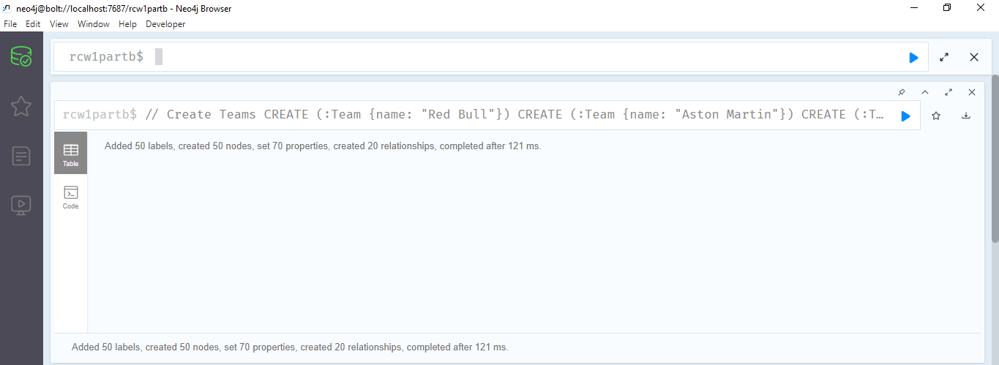 neo4j@bolt://localhost:7687/rcw1partb - Neo4j Browser
File Edit View Window Help Developer
rcw1partb$
rcw1partb$ // Create Teams CREATE (:Team {name: "Red Bull"}) CREATE (:Team {name: "Aston Martin"}) CREATE (:T...
Added 50 labels, created 50 nodes, set 70 properties, created 20 relationships, completed after 121 ms.
Table
Code
Added 50 labels, created 50 nodes, set 70 properties, created 20 relationships, completed after 121 ms.